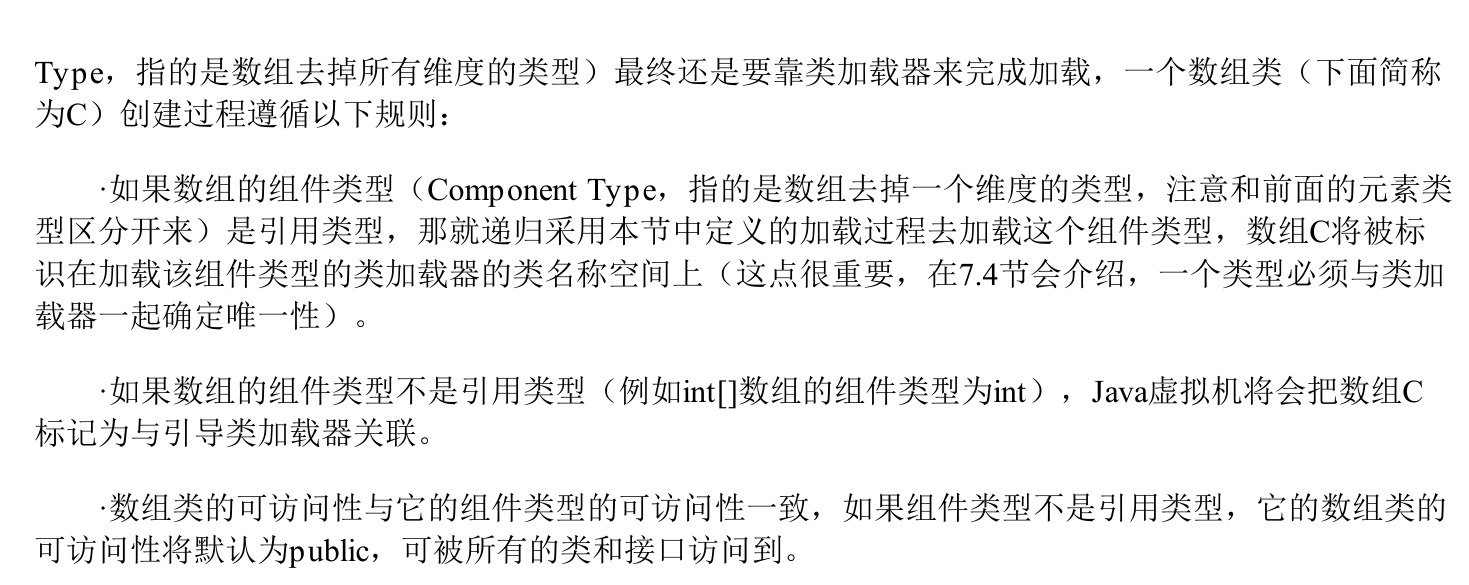 Type，指的是数组去掉所有维度的类型）最终还是要靠类加载器来完成加载，一个数组类（下面简称
为C）创建过程遵循以下规则：
·如果数组的组件类型（Component Type，指的是数组去掉一个维度的类型，注意和前面的元素类
型区分开来）是引用类型，那就递归采用本节中定义的加载过程去加载这个组件类型，数组C将被标
识在加载该组件类型的类加载器的类名称空间上（这点很重要，在7.4节会介绍，一个类型必须与类加
载器一起确定唯一性）。
·如果数组的组件类型不是引用类型（例如int[]数组的组件类型为int），Java虚拟机将会把数组C
标记为与引导类加载器关联。
·数组类的可访问性与它的组件类型的可访问性一致，如果组件类型不是引用类型，它的数组类的
可访问性将默认为public，可被所有的类和接口访问到。